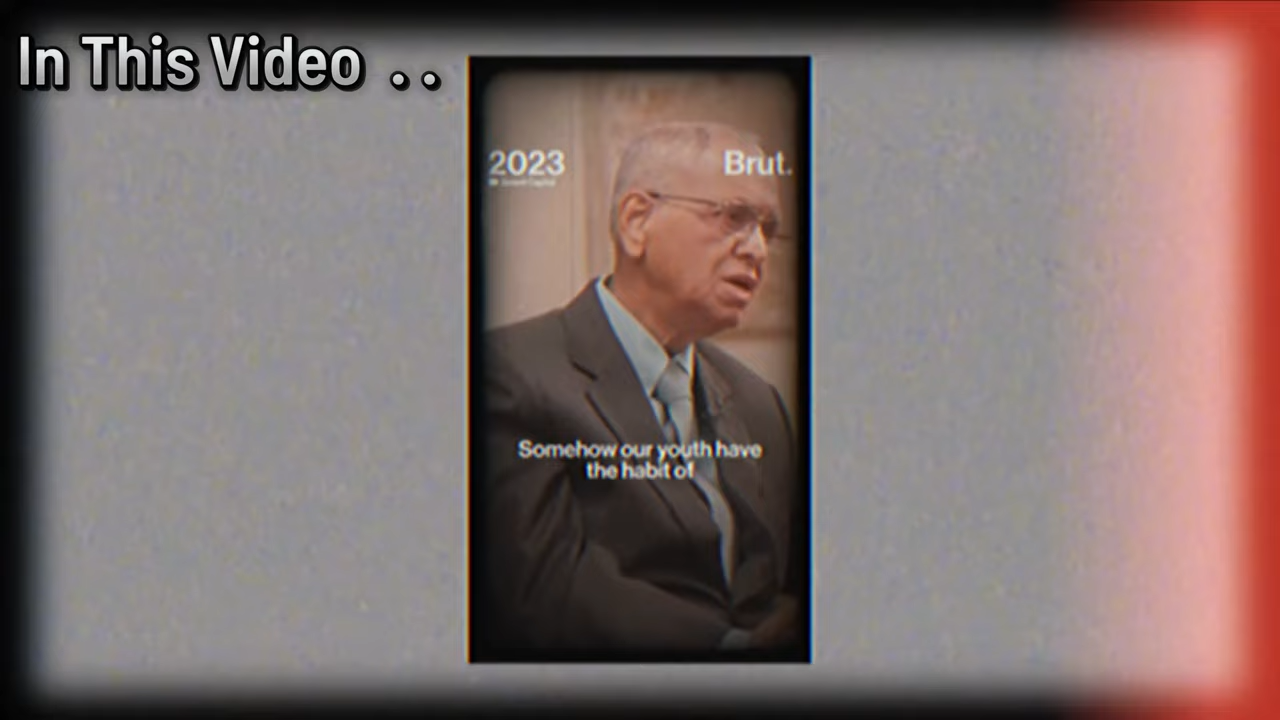 In This Video ..
2023
Brut.
Somehow our youth have
the habit of